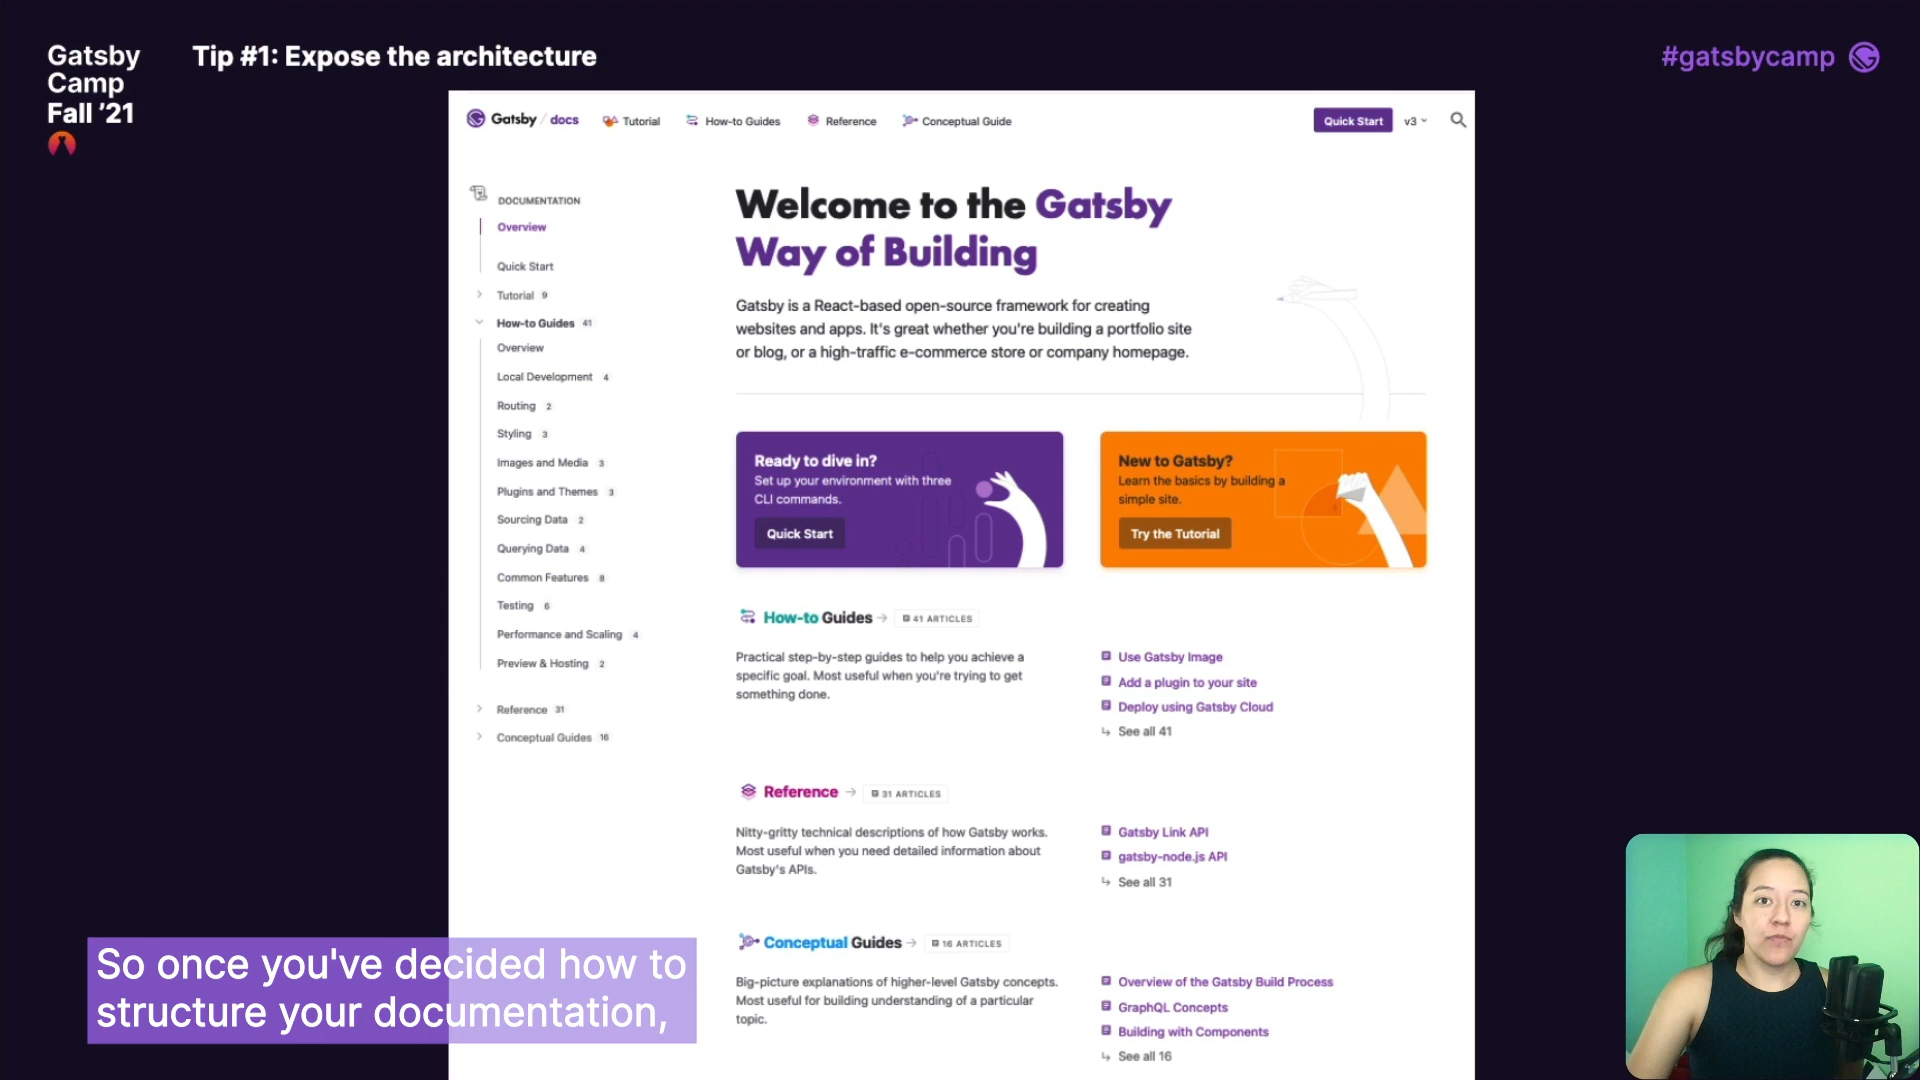 Gatsby
Camp
Fall '21
Tip #1: Expose the architecture
#gatsbycamp
Gatsby / docs
Tutorial
How-to Guides
Reference
Conceptual Guide
Quick Start
v3
DOCUMENTATION
Overview
Quick Start
Tutorial 9
How-to Guides 41
Overview
Local Development 4
Routing 2
Styling 3
Images and Media 3
Plugins and Themes 3
Sourcing Data 2
Querying Data 4
Common Features 8
Testing 6
Performance and Scaling 4
Preview & Hosting 2
Reference 31
Conceptual Guides 16
Welcome to the Gatsby
Way of Building
Gatsby is a React-based open-source framework for creating
websites and apps. It's great whether you're building a portfolio site
or blog, or a high-traffic e-commerce store or company homepage.
Ready to dive in?
Set up your environment with three
CLI commands.
Quick Start
New to Gatsby?
Learn the basics by building a
simple site.
Try the Tutorial
How-to Guides → 41 ARTICLES
Practical step-by-step guides to help you achieve a
specific goal. Most useful when you're trying to get
something done.
Use Gatsby Image
Add a plugin to your site
Deploy using Gatsby Cloud
↳ See all 41
Reference → 31 ARTICLES
Nitty-gritty technical descriptions of how Gatsby works.
Most useful when you need detailed information about
Gatsby's APIs.
Gatsby Link API
gatsby-node.js API
↳ See all 31
Conceptual Guides → 16 ARTICLES
Big-picture explanations of higher-level Gatsby concepts.
Most useful for building understanding of a particular
topic.
Overview of the Gatsby Build Process
GraphQL Concepts
Building with Components
↳ See all 16
So once you've decided how to
structure your documentation,